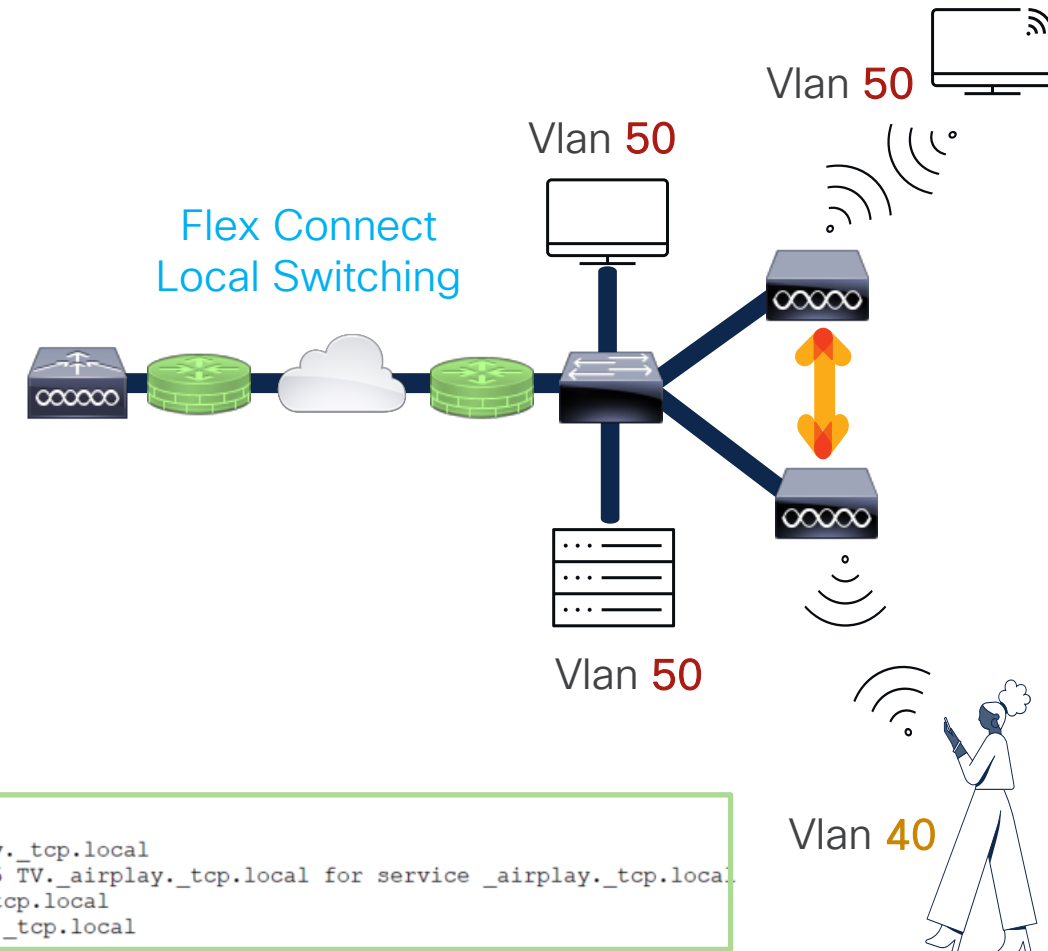 Vlan 50
Vlan 50
Flex Connect
Local Switching
Vlan 50
Vlan 40
._tcp.local
TV._airplay._tcp.local for service _airplay._tcp.local
tcp.local
_tcp.local